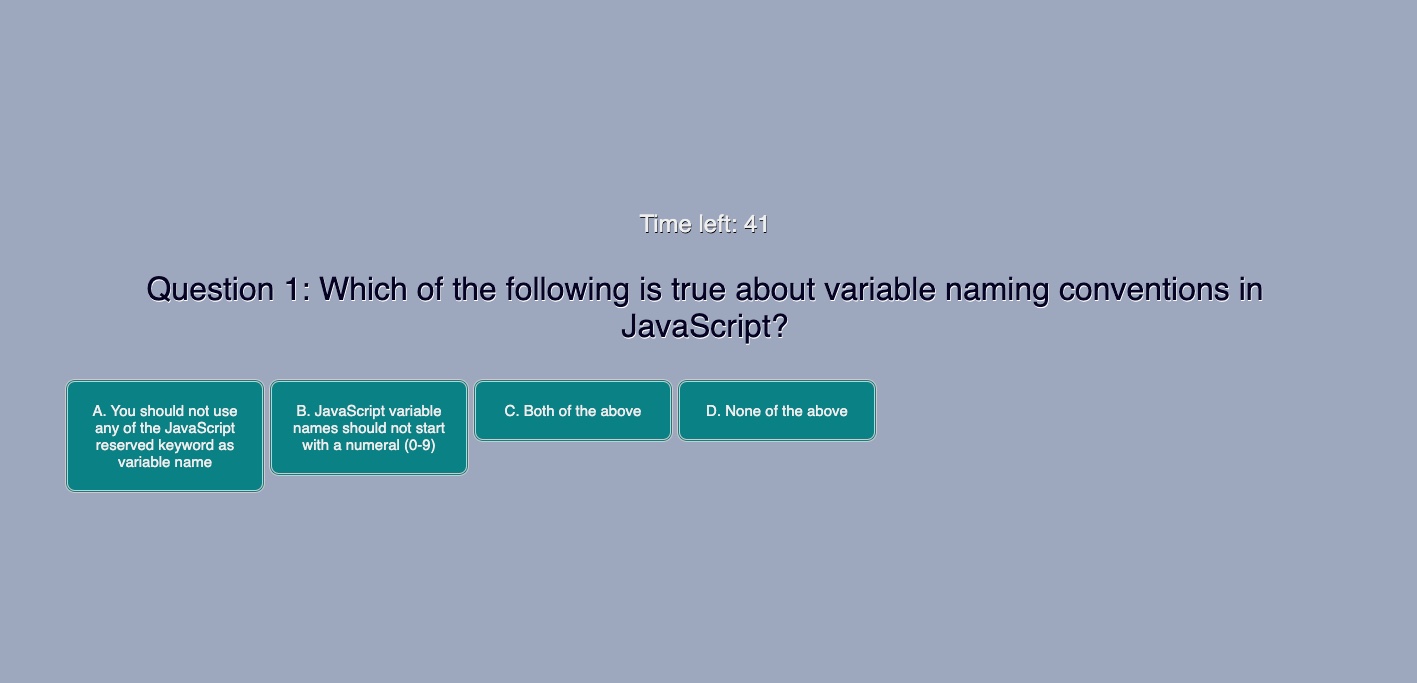 Time left: 41
Question 1: Which of the following is true about variable naming conventions in
JavaScript?
A. You should not use
any of the JavaScript
reserved keyword as
variable name
B. JavaScript variable
names should not start
with a numeral (0-9)
C. Both of the above
D. None of the above